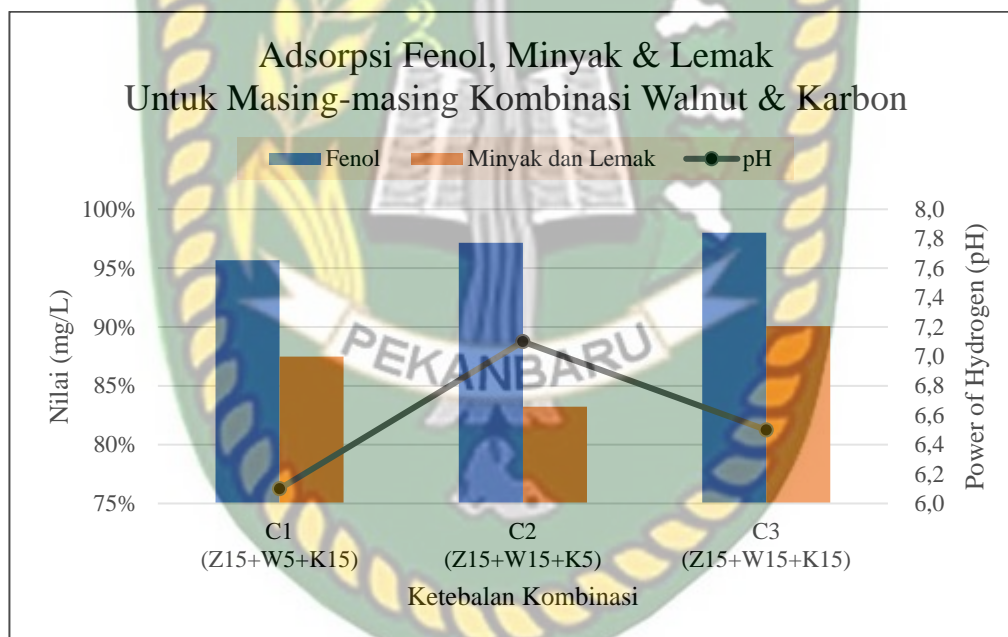 Adsorpsi Fenol, Minyak & Lemak
Untuk Masing-masing Kombinasi Walnut & Karbon
Fenol Minyak dan Lemak pH
Nilai (mg/L)
100%
95%
90%
85%
80%
75%
8,0
7,8
7,6
7,4
7,2
7,0
6,8
6,6
6,4
6,2
6,0
Power of Hydrogen (pH)
PEKANBARU
C1 C2 C3
(Z15+W5+K15) (Z15+W15+K5) (Z15+W15+K15)
Ketebalan Kombinasi